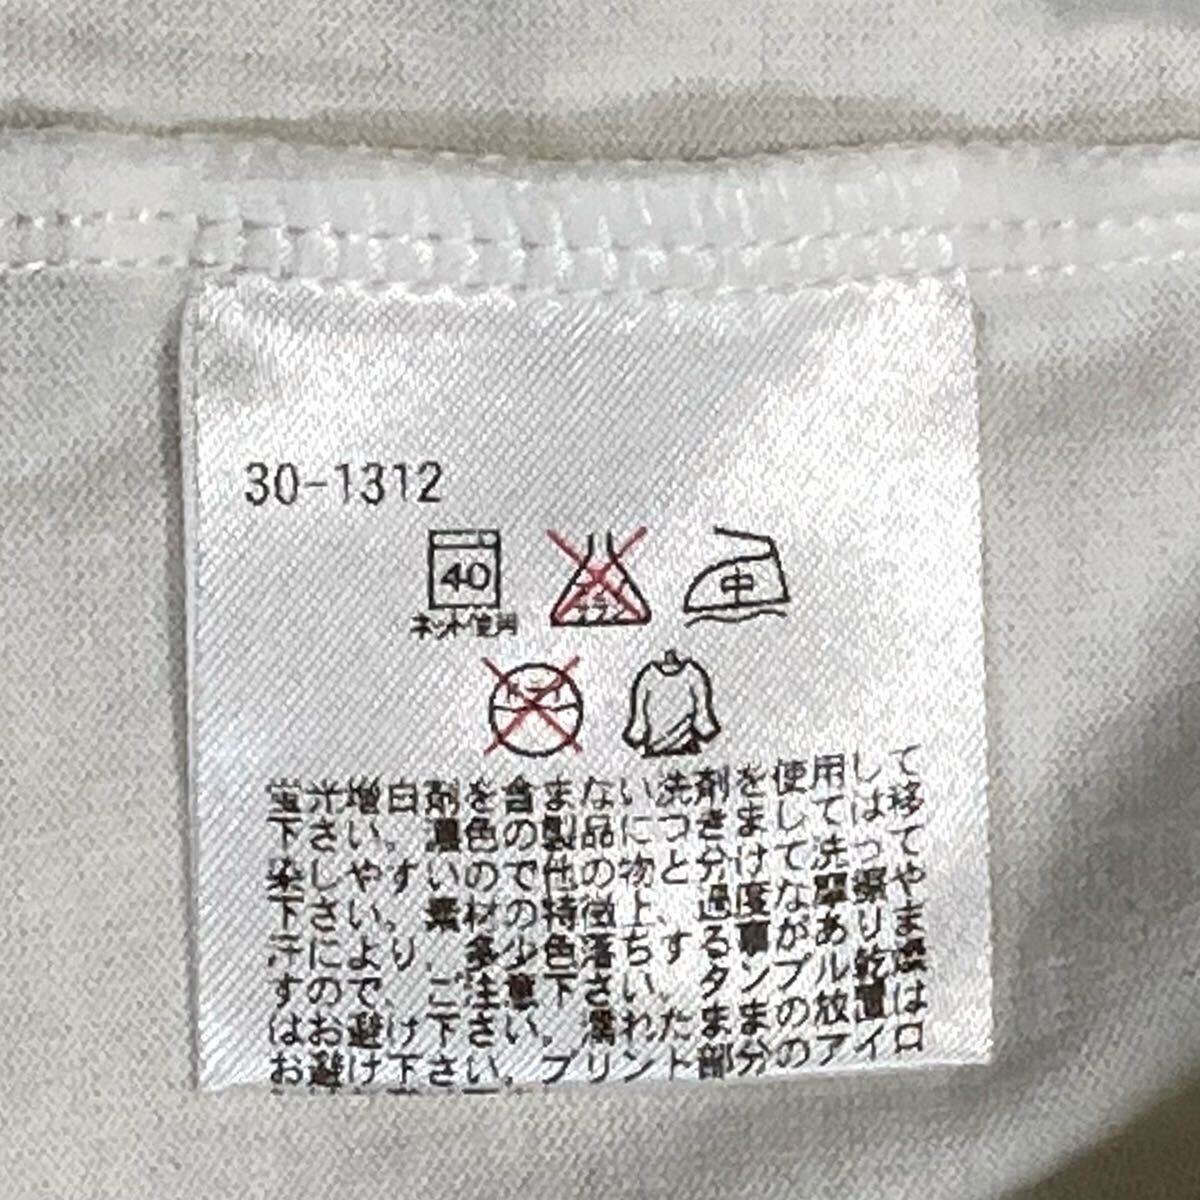 30-1312
40
ネット使用
中
ドライ
蛍光増白剤を含まない洗剤を使用して
下さい。濃色の製品につきましては移
染しやすいので他の物と分けて洗って
下さい。素材の特徴上、過度な摩擦や
汗により、多少色落ちするがあります
すので、ご注意下さい。タンブル乾燥
はお避け下さい。濡れたままの放置は
お避け下さい。プリント部分のアイロ